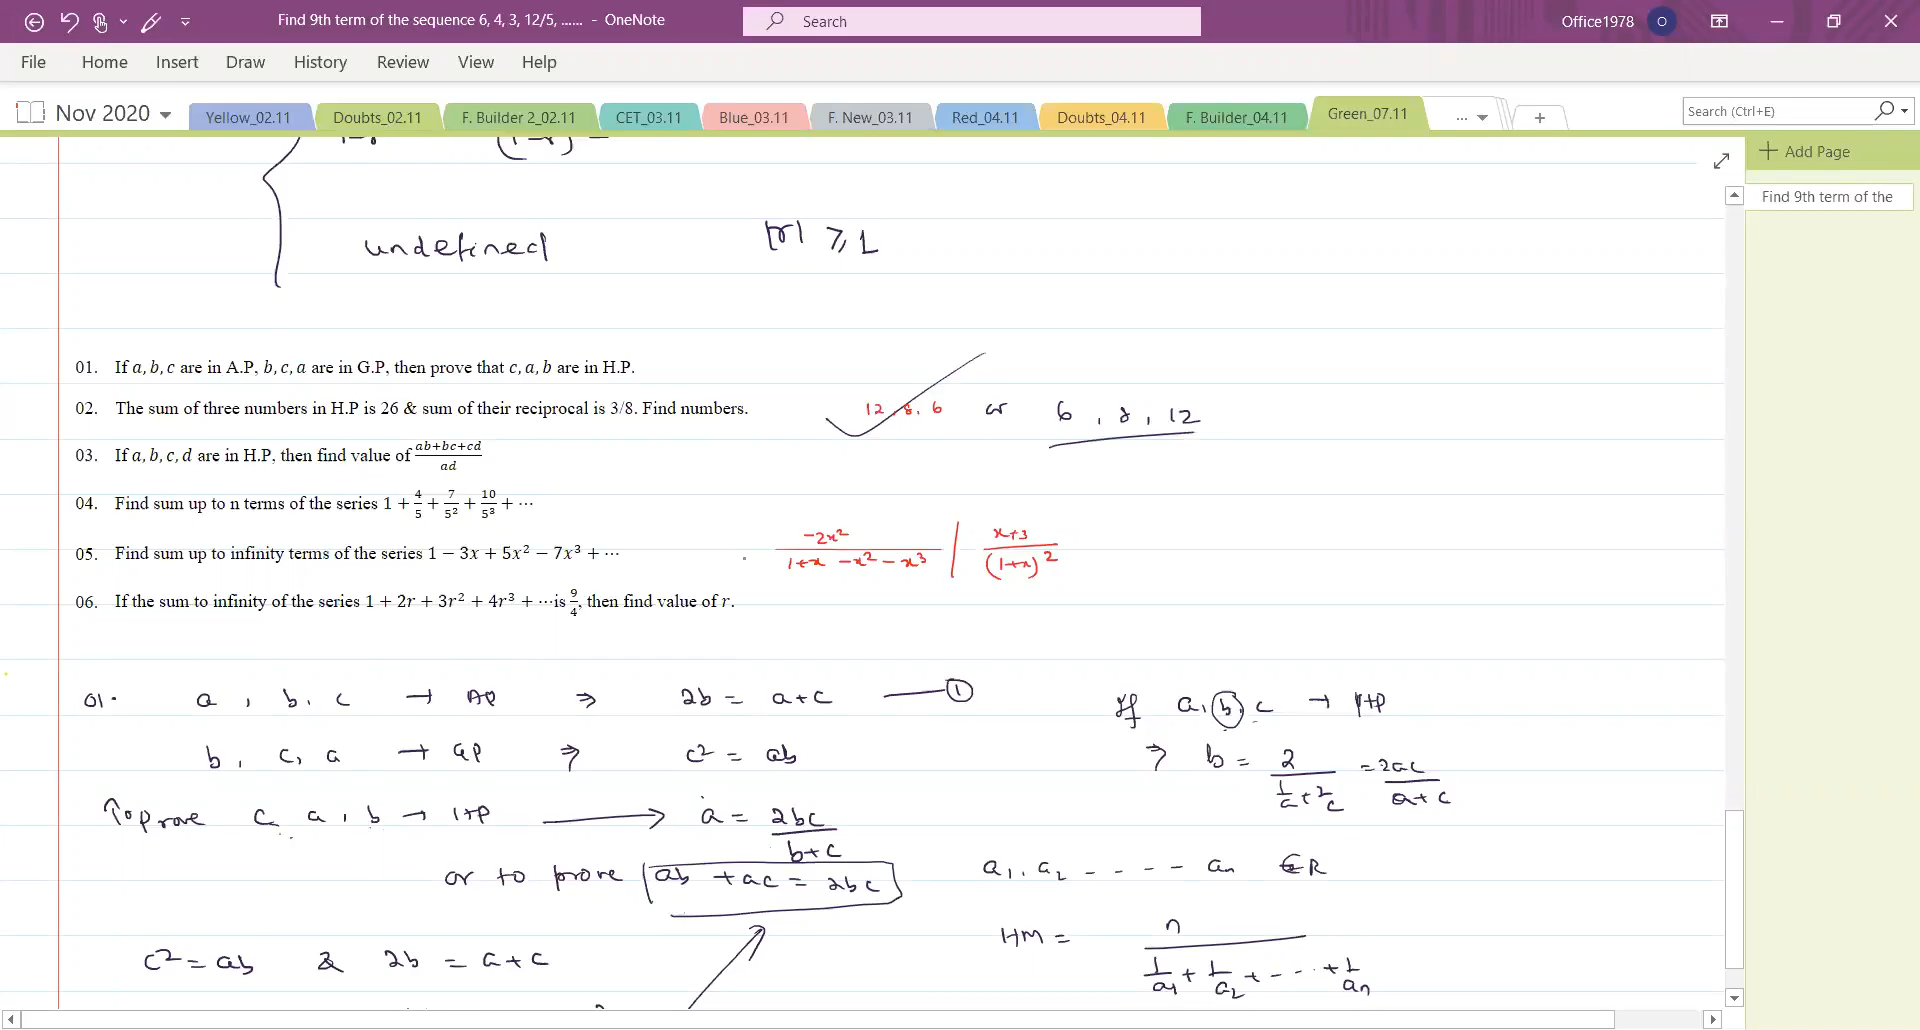 Find 9th term of the sequence 6, 4, 3, 12/5, ...... - OneNote
Search
Office1978
O
File Home Insert Draw History Review View Help
Nov 2020
Yellow_02.11 Doubts_02.11 F. Builder 2_02.11 CET_03.11 Blue_03.11 F. New_03.11 Red_04.11 Doubts_04.11 F. Builder_04.11 Green_07.11 ...
Search (Ctrl+E)
Add Page
Find 9th term of the
undefined |r| ⩾ 1
01. If a, b, c are in A.P, b, c, a are in G.P, then prove that c, a, b are in H.P.
02. The sum of three numbers in H.P is 26 & sum of their reciprocal is 3/8. Find numbers. 12, 8, 6 or 6, 8, 12
03. If a, b, c, d are in H.P, then find value of (ab+bc+cd)/ad
04. Find sum up to n terms of the series 1 + 4/5 + 7/5² + 10/5³ + ⋯
05. Find sum up to infinity terms of the series 1 − 3x + 5x² − 7x³ + ⋯ -2x²/(1+x-x²-x³) | (x+3)/(1+x)²
06. If the sum to infinity of the series 1 + 2r + 3r² + 4r³ + ⋯is 9/4, then find value of r.
01. a, b, c → AP ⇒ 2b = a+c — ①
If a, b, c → HP
b, c, a → GP ⇒ c² = ab
⇒ b = 2/(1/a + 1/c) = 2ac/(a+c)
To prove c, a, b → HP → a = 2bc/(b+c)
or to prove ab + ac = 2bc
a₁, a₂ - - - - - aₙ ∈ R
HM = n/(1/a₁ + 1/a₂ + - - - + 1/aₙ)
c² = ab & 2b = a+c